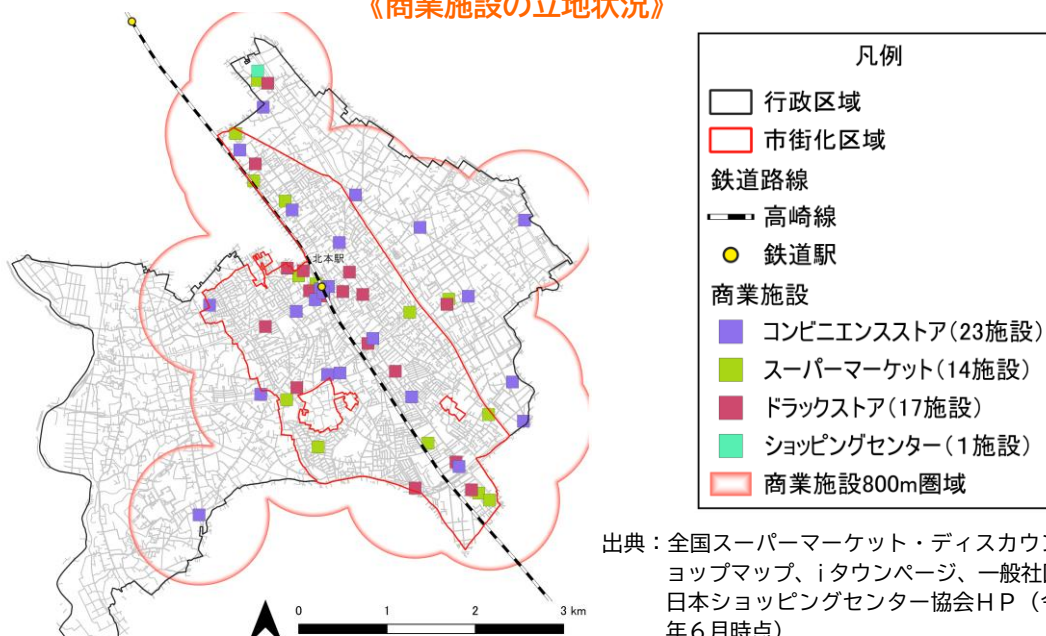 《商業施設の立地状況》
北本駅
0 1 2 3 km
凡例
行政区域
市街化区域
鉄道路線
高崎線
鉄道駅
商業施設
コンビニエンスストア(23施設)
スーパーマーケット(14施設)
ドラックストア(17施設)
ショッピングセンター(1施設)
商業施設800m圏域
出典：全国スーパーマーケット・ディスカウン
ョップマップ、iタウンページ、一般社
日本ショッピングセンター協会HP（
年6月時点）